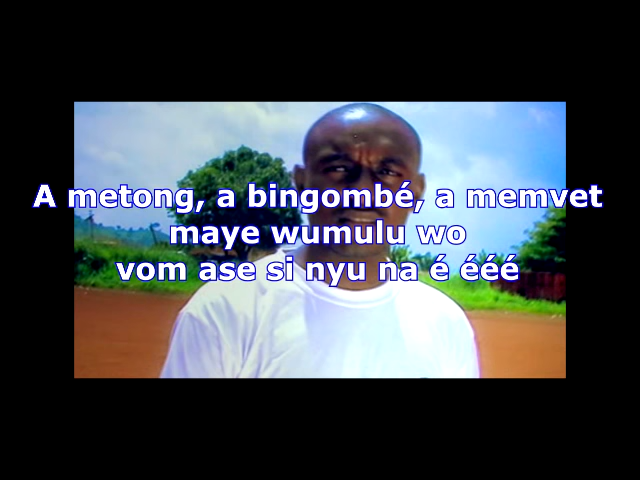 A metong, a bingombé, a memvet
maye wumulu wo
vom ase si nyu na é ééé